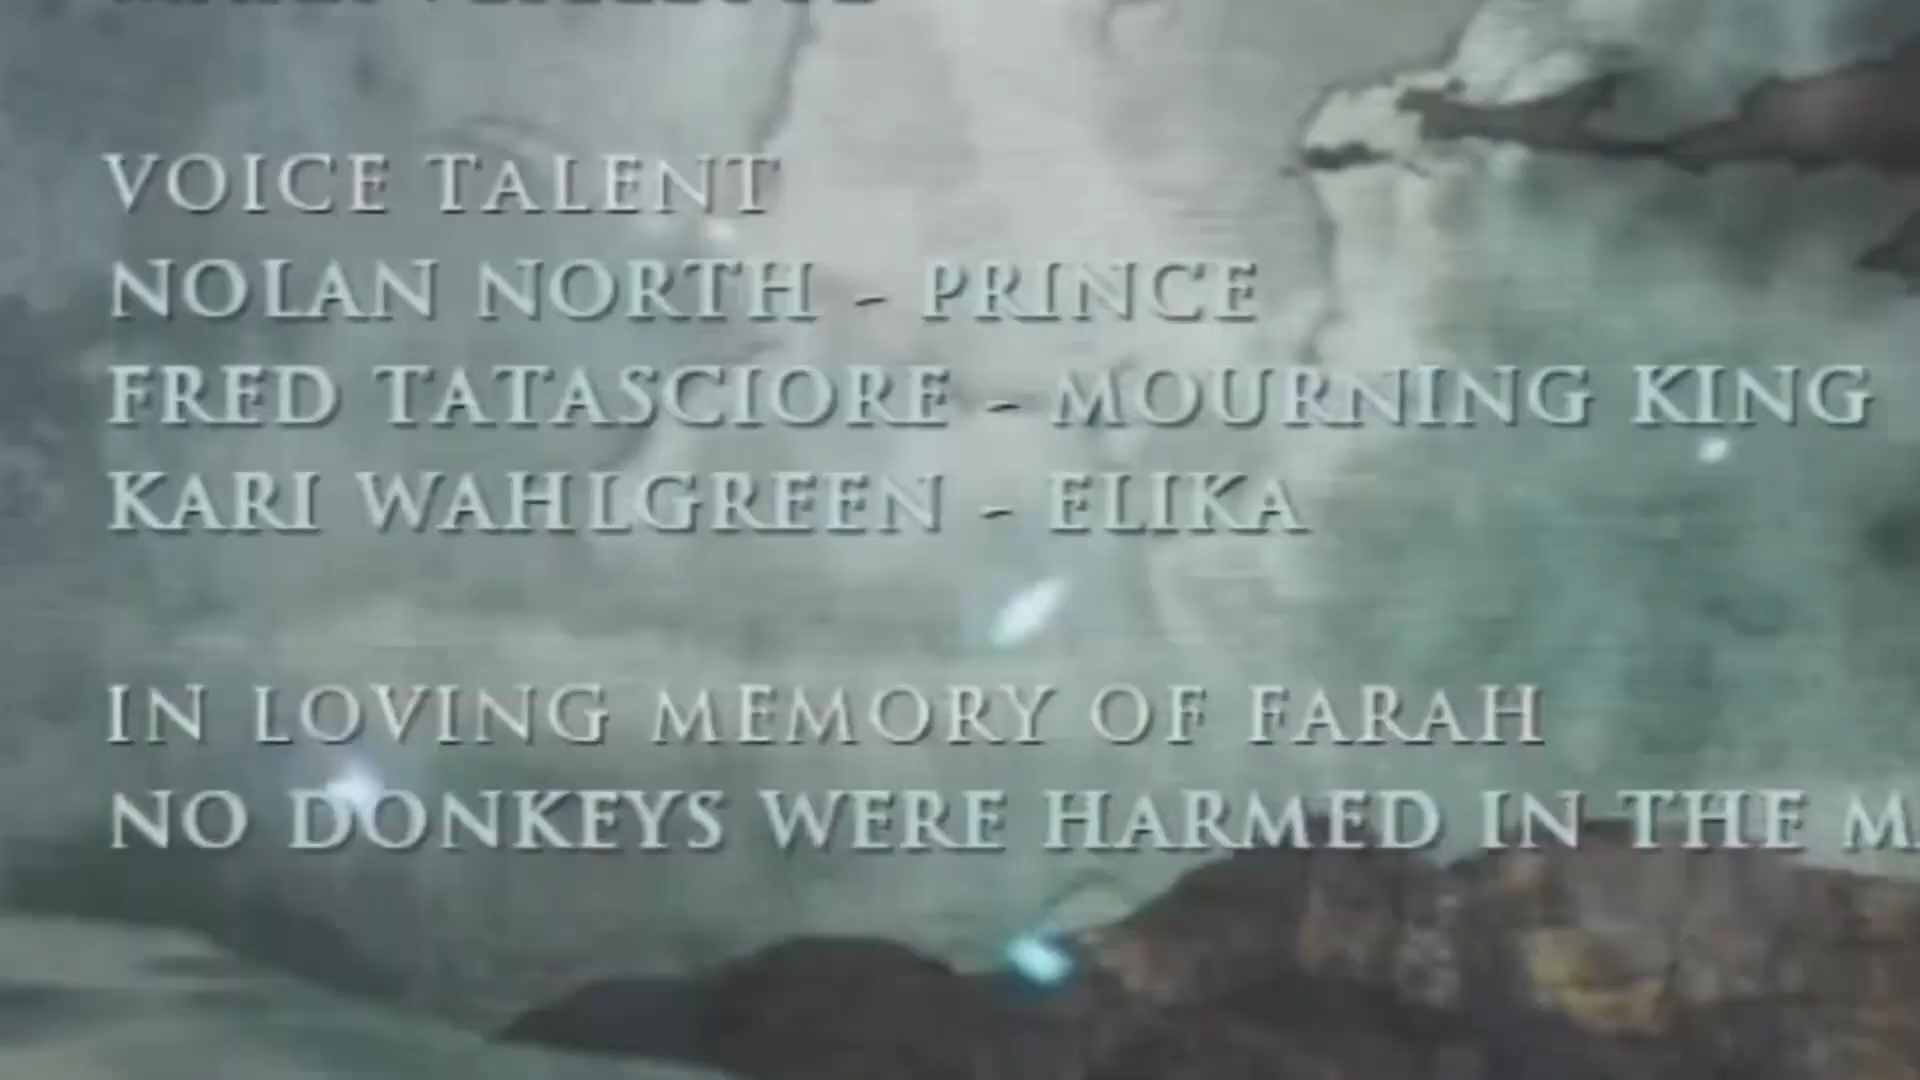 VOICE TALENT
NOLAN NORTH - PRINCE
FRED TATASCIORE - MOURNING KING
KARI WAHLGREEN - ELIKA
IN LOVING MEMORY OF FARAH
NO DONKEYS WERE HARMED IN THE